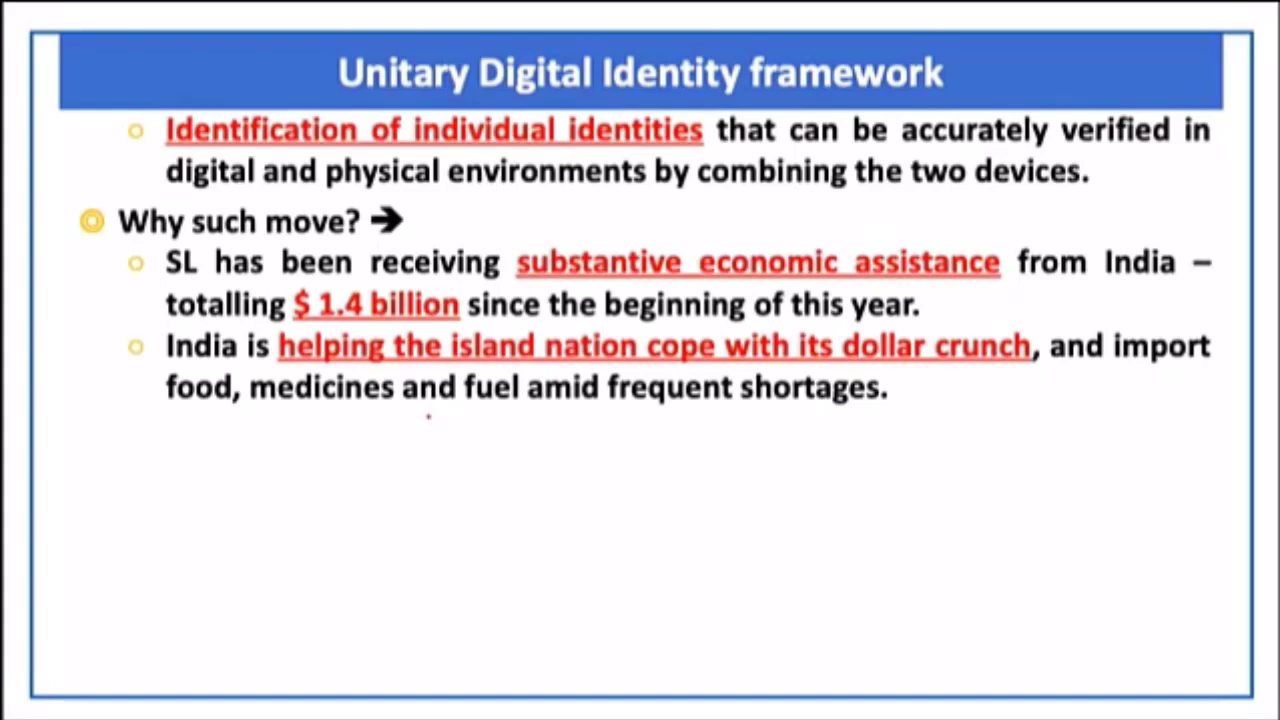 Unitary Digital Identity framework
Identification of individual identities that can be accurately verified in
digital and physical environments by combining the two devices.
Why such move? ➔
SL has been receiving substantive economic assistance from India –
totalling $ 1.4 billion since the beginning of this year.
India is helping the island nation cope with its dollar crunch, and import
food, medicines and fuel amid frequent shortages.